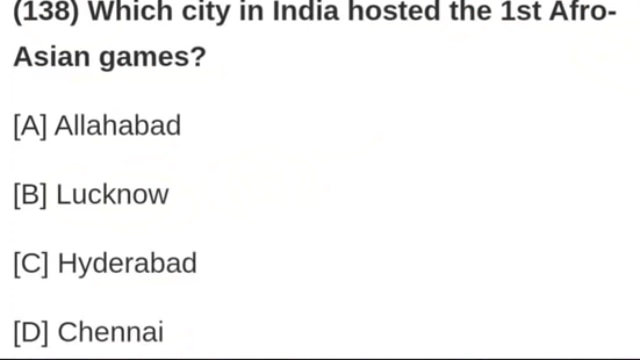 (138) Which city in India hosted the 1st Afro-
Asian games?
[A] Allahabad
[B] Lucknow
[C] Hyderabad
[D] Chennai